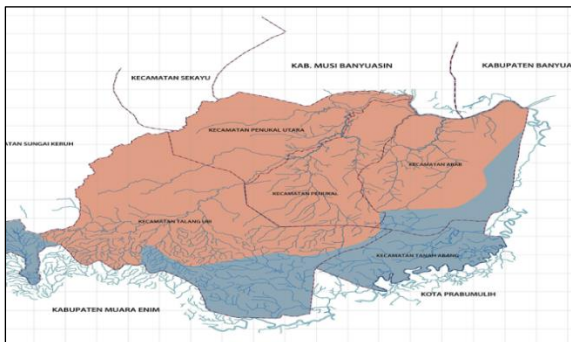 KAB. MUSI BANYUASIN
KABUPATEN BANYUA
KECAMATAN SEKAYU
KECAMATAN PENUKAL UTARA
ATAN SUNGAI KERUH
KECAMATAN ABAB
KECAMATAN PENUKAL
KECAMATAN TALANG UBI
KECAMATAN TANAH ABANG
KOTA PRABUMULIH
KABUPATEN MUARA ENIM